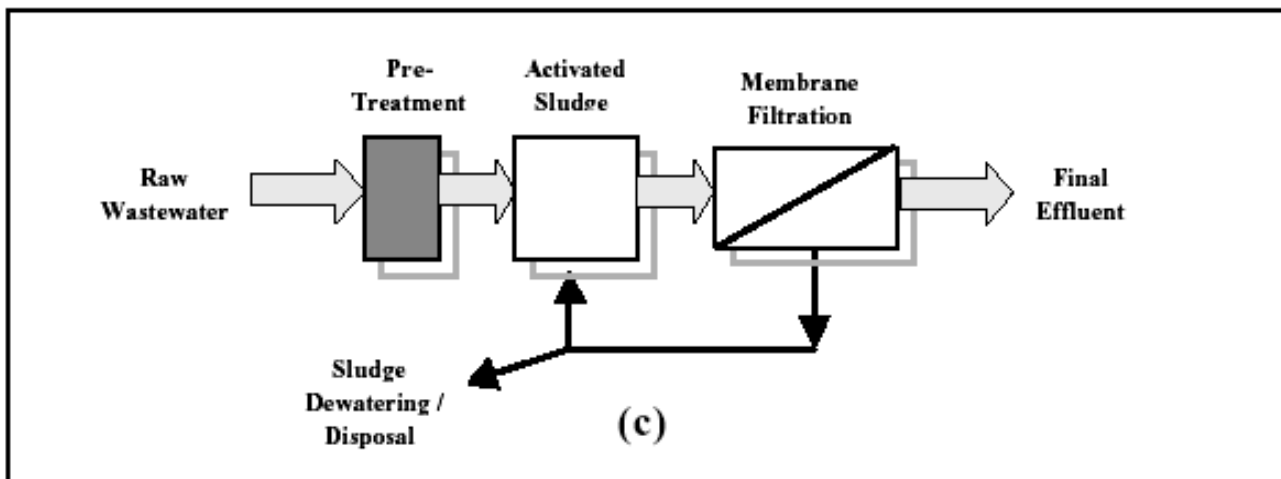 Pre-
Treatment
Activated
Sludge
Membrane
Filtration
Raw
Wastewater
Final
Effluent
Sludge
Dewatering /
Disposal
(c)